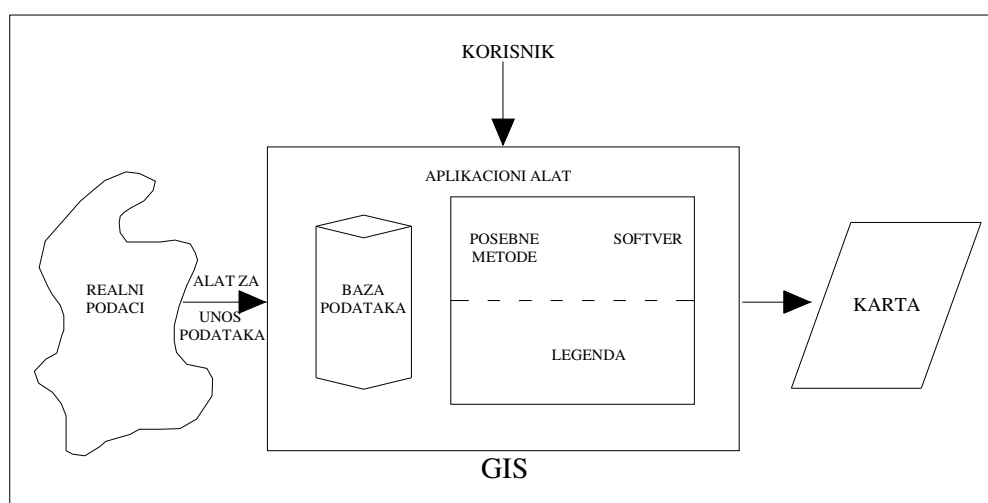 KORISNIK
APLIKACIONI ALAT
REALNI
PODACI
ALAT ZA
UNOS
PODATAKA
BAZA
PODATAKA
POSEBNE
METODE
SOFTVER
LEGENDA
KARTA
GIS